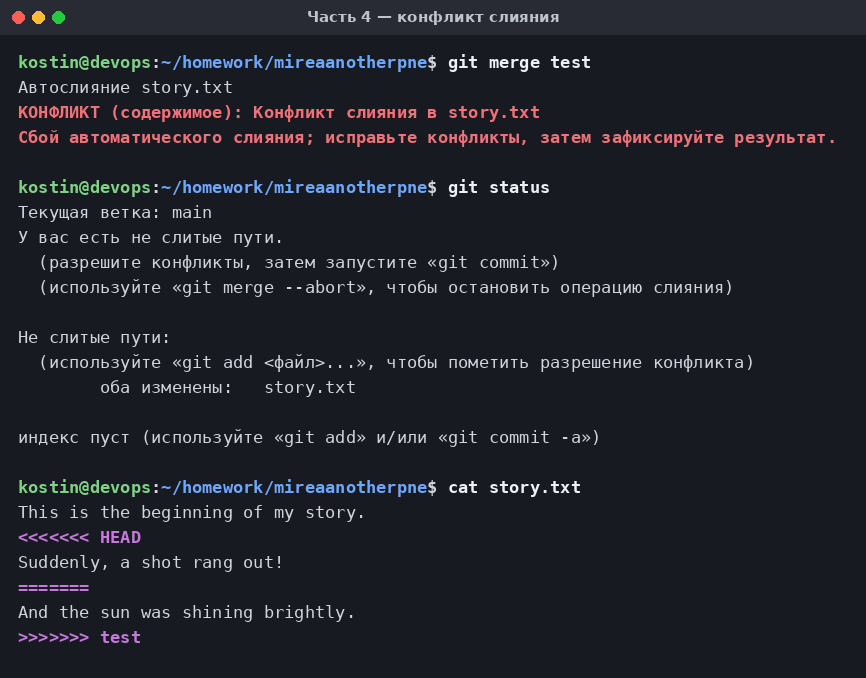 Часть 4 — конфликт слияния
kostin@devops:~/homework/mireaanotherpne$ git merge test
Автослияние story.txt
КОНФЛИКТ (содержимое): Конфликт слияния в story.txt
Сбой автоматического слияния; исправьте конфликты, затем зафиксируйте результат.
kostin@devops:~/homework/mireaanotherpne$ git status
Текущая ветка: main
У вас есть не слитые пути.
  (разрешите конфликты, затем запустите «git commit»)
  (используйте «git merge --abort», чтобы остановить операцию слияния)
Не слитые пути:
  (используйте «git add <файл>...», чтобы пометить разрешение конфликта)
        оба изменены:   story.txt
индекс пуст (используйте «git add» и/или «git commit -a»)
kostin@devops:~/homework/mireaanotherpne$ cat story.txt
This is the beginning of my story.
<<<<<<< HEAD
Suddenly, a shot rang out!
=======
And the sun was shining brightly.
>>>>>>> test